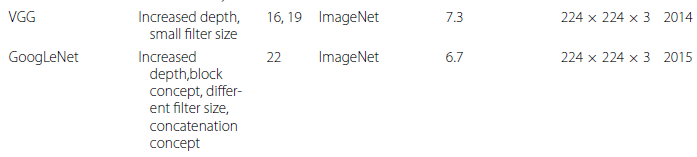 VGG Increased depth, 16, 19 ImageNet 7.3 224 × 224 × 3 2014
small filter size
GoogLeNet Increased 22 ImageNet 6.7 224 × 224 × 3 2015
depth,block
concept, differ-
ent filter size,
concatenation
concept